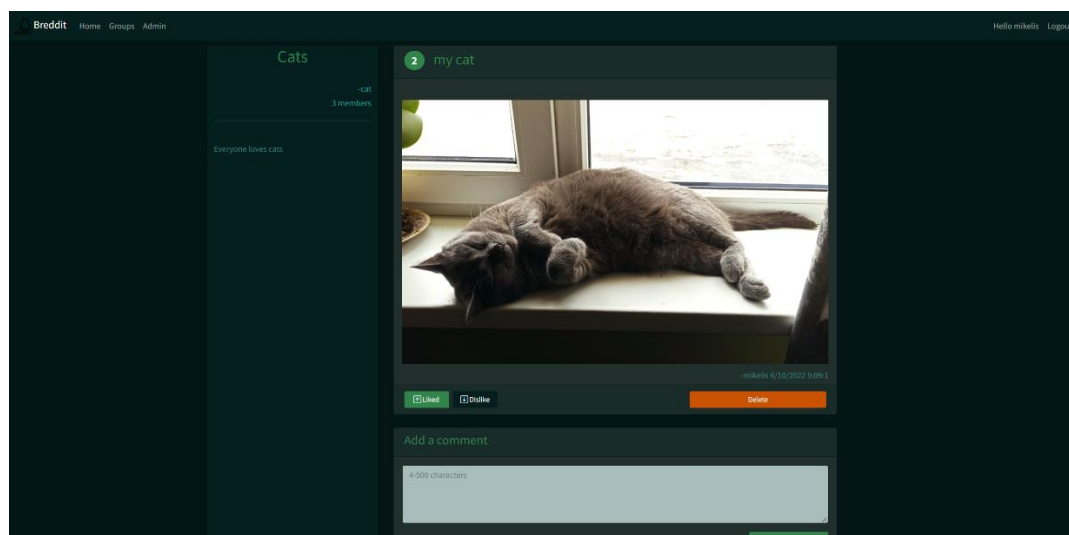 Breddit Home Groups Admin
Hello mikelis Logou
Cats
-cat
3 members
Everyone loves cats
2 my cat
-mikelis 6/10/2022 9:09:1
Liked Dislike Delete
Add a comment
4-500 characters